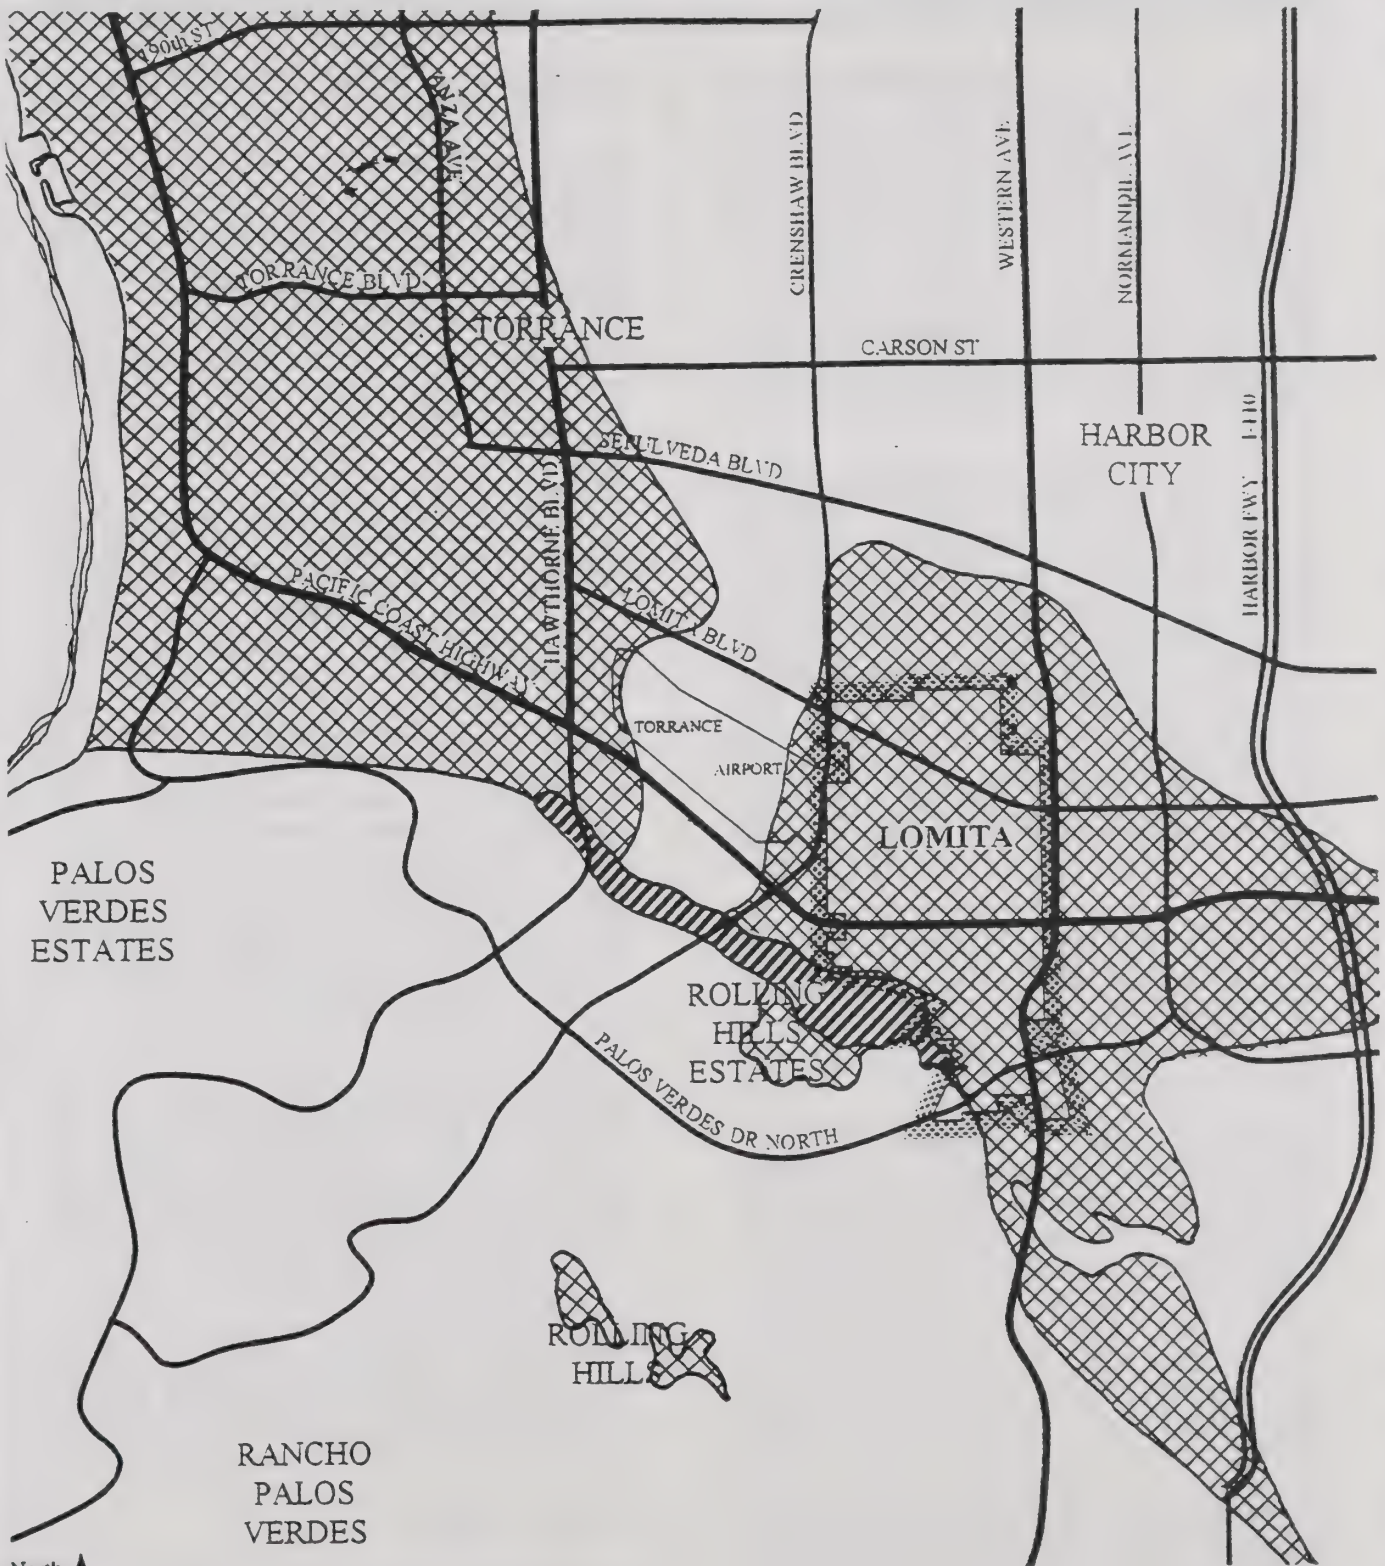 190th ST
ANZA AVE
CRENSHAW BLVD
WESTERN AVE
NORMANDIE AVE
TORRANCE BLVD
TORRANCE
CARSON ST
HARBOR
CITY
HARBOR FWY I-110
SEPULVEDA BLVD
HAWTHORNE BLVD
PACIFIC COAST HIGHWAY
LOMITA BLVD
TORRANCE
AIRPORT
LOMITA
PALOS
VERDES
ESTATES
ROLLING
HILLS
ESTATES
PALOS VERDES DR NORTH
ROLLING
HILLS
RANCHO
PALOS
VERDES
North